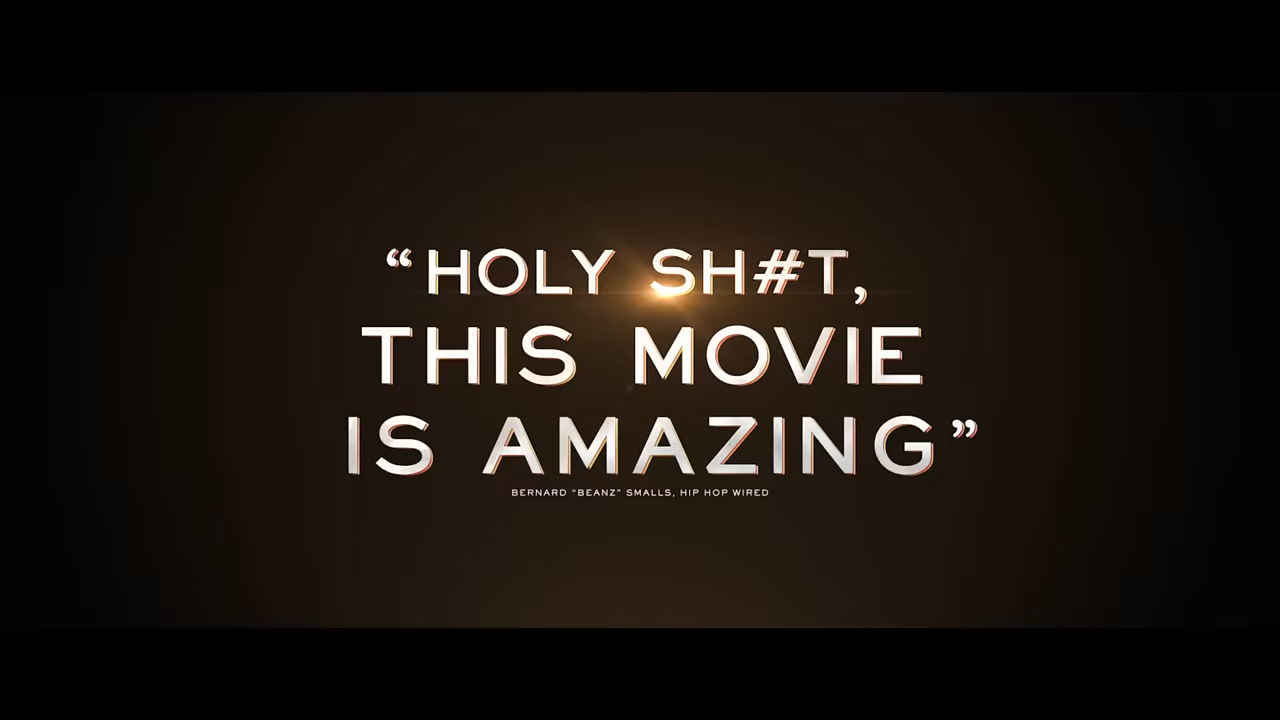 “HOLY SH#T,
THIS MOVIE
IS AMAZING”
BERNARD “BEANZ” SMALLS, HIP HOP WIRED